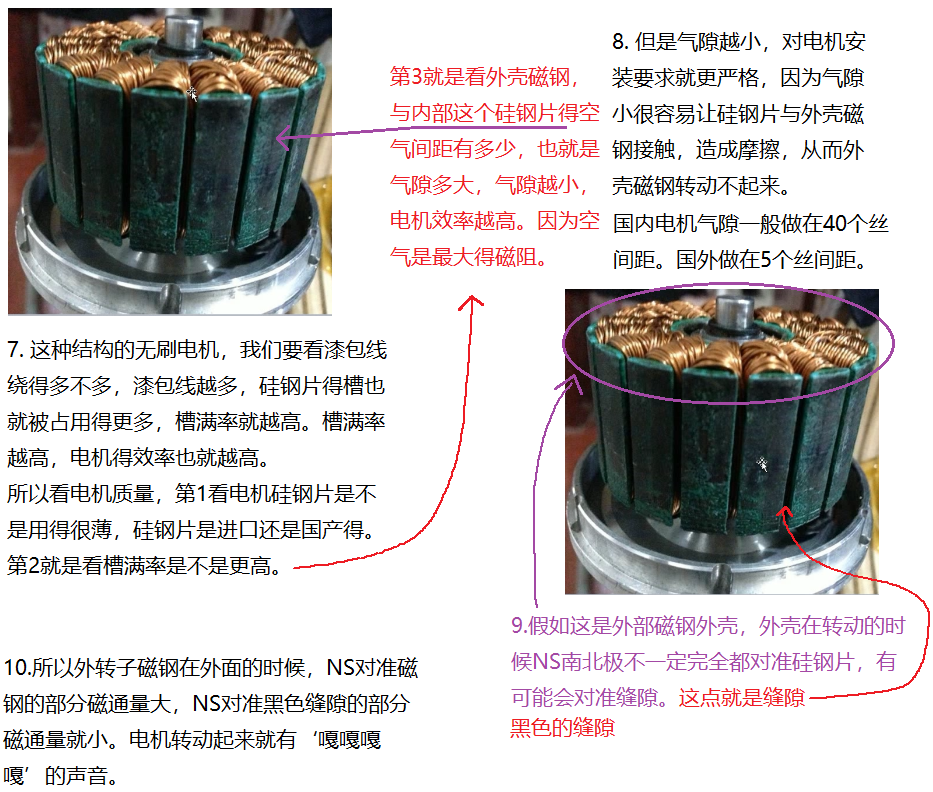 第3就是看外壳磁钢，
与内部这个硅钢片得空
气间距有多少，也就是
气隙多大，气隙越小，
电机效率越高。因为空
气是最大得磁阻。
8. 但是气隙越小，对电机安
装要求就更严格，因为气隙
小很容易让硅钢片与外壳磁
钢接触，造成摩擦，从而外
壳磁钢转动不起来。
国内电机气隙一般做在40个丝
间距。国外做在5个丝间距。
7. 这种结构的无刷电机，我们要看漆包线
绕得多不多，漆包线越多，硅钢片得槽也
就被占用得更多，槽满率就越高。槽满率
越高，电机得效率也就越高。
所以看电机质量，第1看电机硅钢片是不
是用得很薄，硅钢片是进口还是国产得。
第2就是看槽满率是不是更高。
9.假如这是外部磁钢外壳，外壳在转动的时
候NS南北极不一定完全都对准硅钢片，有
可能会对准缝隙。这点就是缝隙
黑色的缝隙
10.所以外转子磁钢在外面的时候，NS对准磁
钢的部分磁通量大，NS对准黑色缝隙的部分
磁通量就小。电机转动起来就有‘嘎嘎嘎
嘎’的声音。